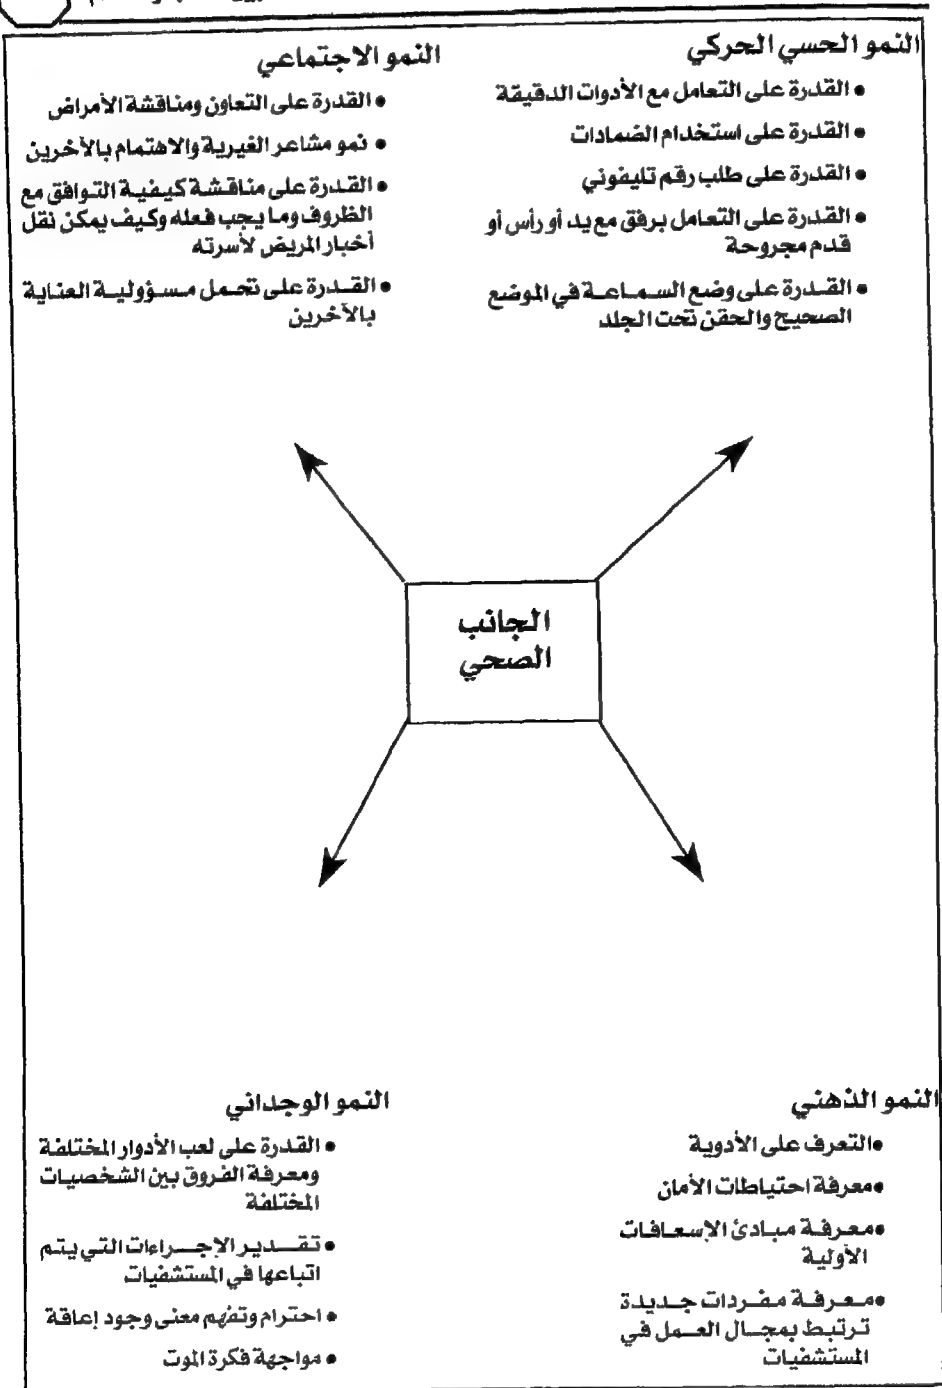 النمو الحسي الحركي
• القدرة على التعامل مع الأدوات الدقيقة
• القدرة على استخدام الضمادات
• القدرة على طلب رقم تليفوني
• القدرة على التعامل برفق مع يد أو رأس أو
قدم مجروحة
• القدرة على وضع السماعة في الموضع
الصحيح والحقن تحت الجلد
النمو الاجتماعي
• القدرة على التعاون ومناقشة الأمراض
• نمو مشاعر الغيرية والاهتمام بالآخرين
• القدرة على مناقشة كيفية التوافق مع
الظروف وما يجب فعله وكيف يمكن نقل
أخبار المريض لأسرته
• القدرة على تحمل مسؤولية العناية
بالآخرين
الجانب
الصحي
النمو الذهني
• التعرف على الأدوية
• معرفة احتياطات الأمان
• معرفة مبادئ الإسعافات
الأولية
• معرفة مفردات جديدة
ترتبط بمجال العمل في
المستشفيات
النمو الوجداني
• القدرة على لعب الأدوار المختلفة
ومعرفة الفروق بين الشخصيات
المختلفة
• تقدير الإجراءات التي يتم
اتباعها في المستشفيات
• احترام وتفهم معنى وجود إعاقة
• مواجهة فكرة الموت